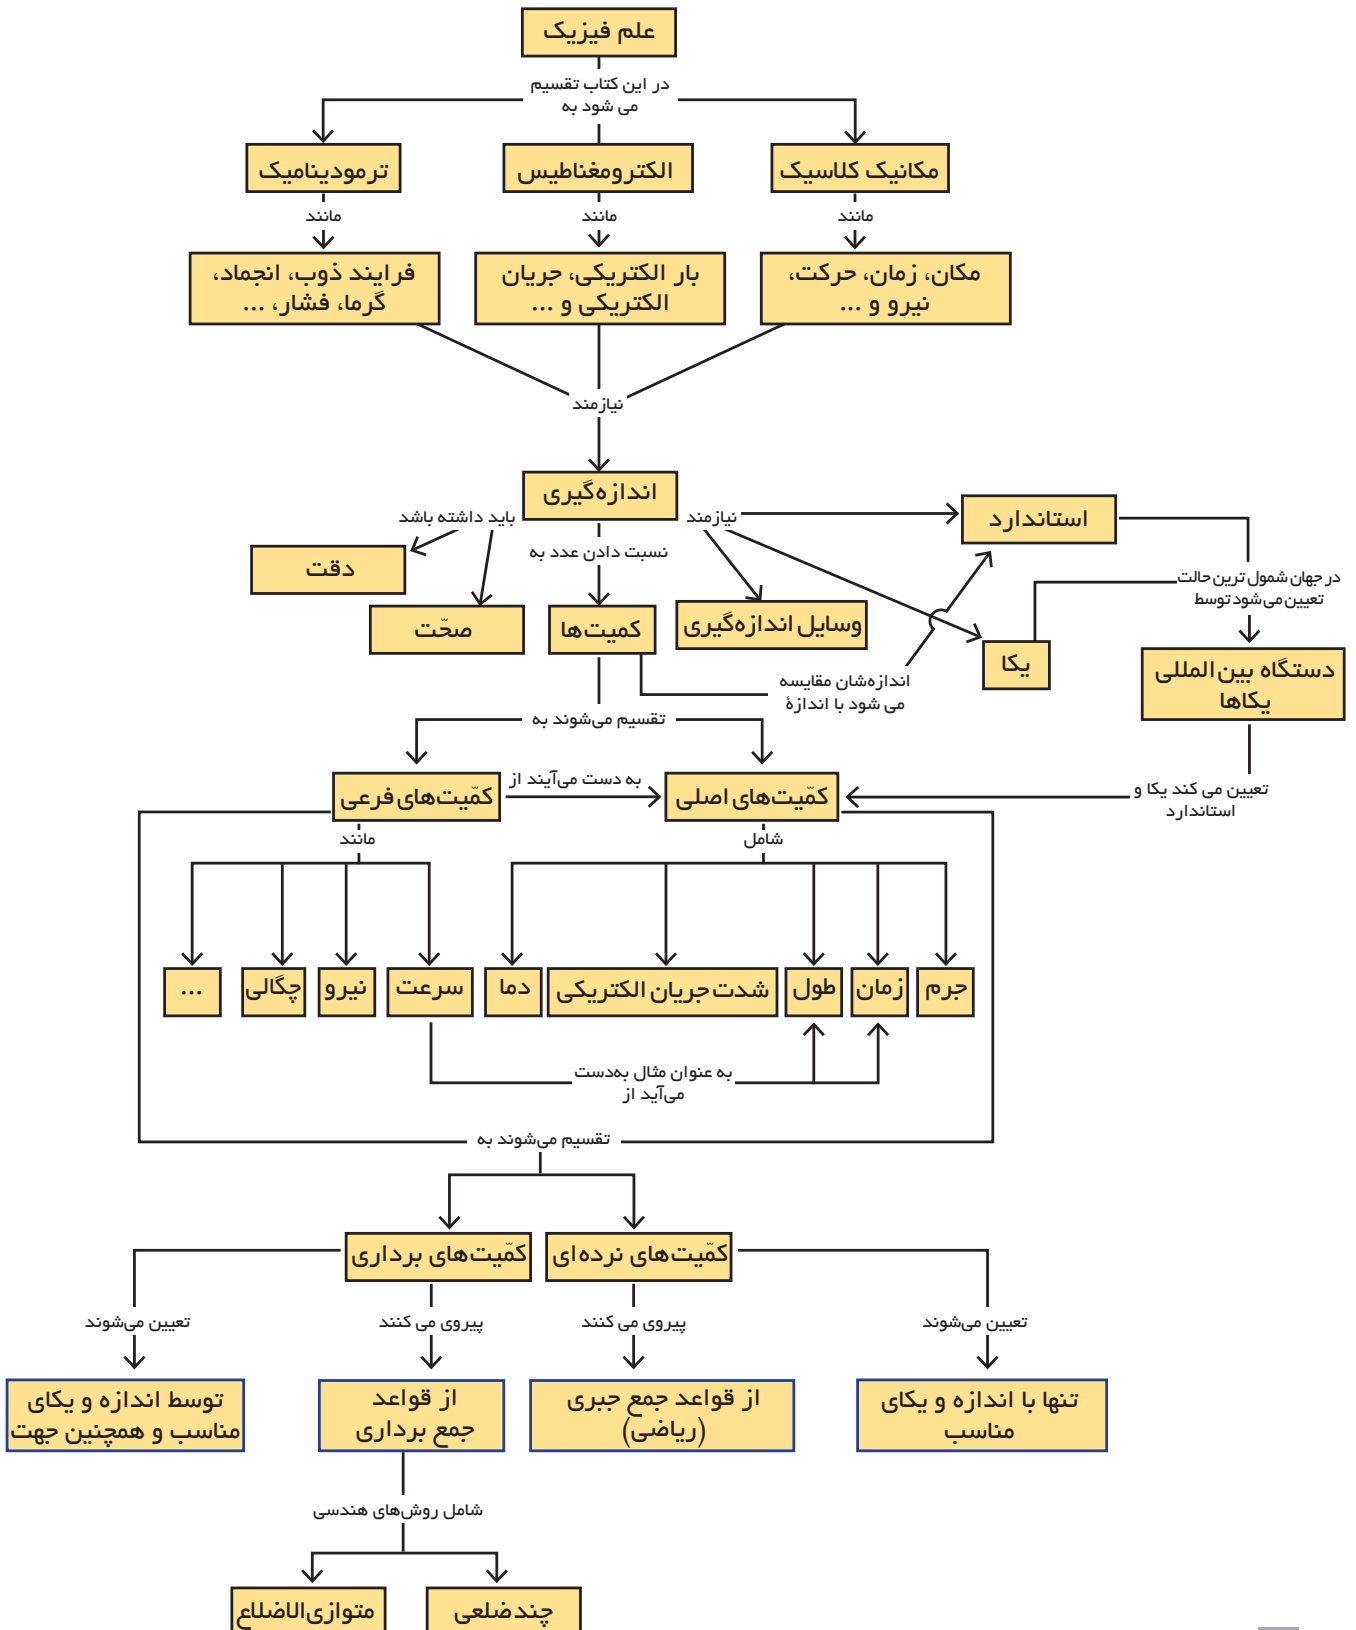 علم فیزیک
در این کتاب تقسیم
می شود به
مکانیک کلاسیک
الکترومغناطیس
ترمودینامیک
مانند
مانند
مانند
مکان، زمان، حرکت،
نیرو و ...
بار الکتریکی، جریان
الکتریکی و ...
فرایند ذوب، انجماد،
گرما، فشار، ...
نیازمند
اندازه‌گیری
استاندارد
نیازمند
باید داشته باشد
نسبت دادن عدد به
دقت
صحّت
کمیت‌ها
وسایل اندازه‌گیری
یکا
در جهان شمول ترین حالت
تعیین می‌شود توسط
دستگاه بین‌المللی
یکاها
اندازه‌شان مقایسه
می شود با اندازهٔ
تقسیم می‌شوند به
تعیین می کند یکا و
استاندارد
کمّیت‌های اصلی
به دست می‌آیند از
کمّیت‌های فرعی
شامل
مانند
جرم
زمان
طول
شدت جریان الکتریکی
دما
سرعت
نیرو
چگالی
...
به عنوان مثال به‌دست
می‌آید از
تقسیم می‌شوند به
کمّیت‌های نرده‌ای
کمّیت‌های برداری
تعیین می‌شوند
پیروی می کنند
پیروی می کنند
تعیین می‌شوند
تنها با اندازه و یکای
مناسب
از قواعد جمع جبری
(ریاضی)
از قواعد
جمع برداری
توسط اندازه و یکای
مناسب و همچنین جهت
شامل روش‌های هندسی
چندضلعی
متوازی‌الاضلاع